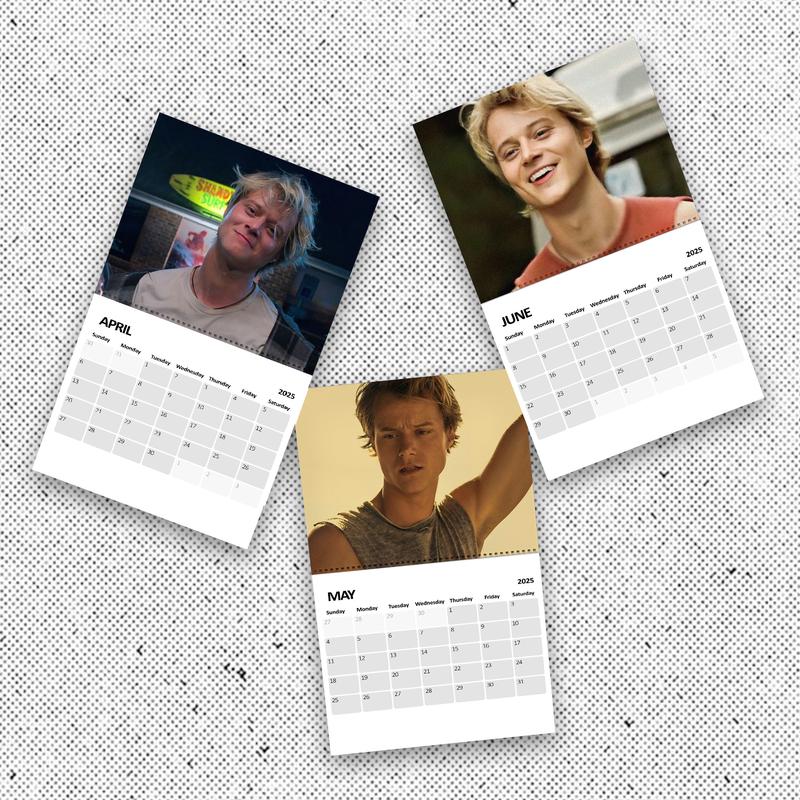 SHADY
APRIL 2025
Sunday Monday Tuesday Wednesday Thursday Friday Saturday
30 31 1 2 3 4 5
6 7 8 9 10 11 12
13 14 15 16 17 18 19
20 21 22 23 24 25 26
27 28 29 30 1 2 3
JUNE 2025
Sunday Monday Tuesday Wednesday Thursday Friday Saturday
1 2 3 4 5 6 7
8 9 10 11 12 13 14
15 16 17 18 19 20 21
22 23 24 25 26 27 28
29 30 1 2 3 4 5
MAY 2025
Sunday Monday Tuesday Wednesday Thursday Friday Saturday
27 28 29 30 1 2 3
4 5 6 7 8 9 10
11 12 13 14 15 16 17
18 19 20 21 22 23 24
25 26 27 28 29 30 31